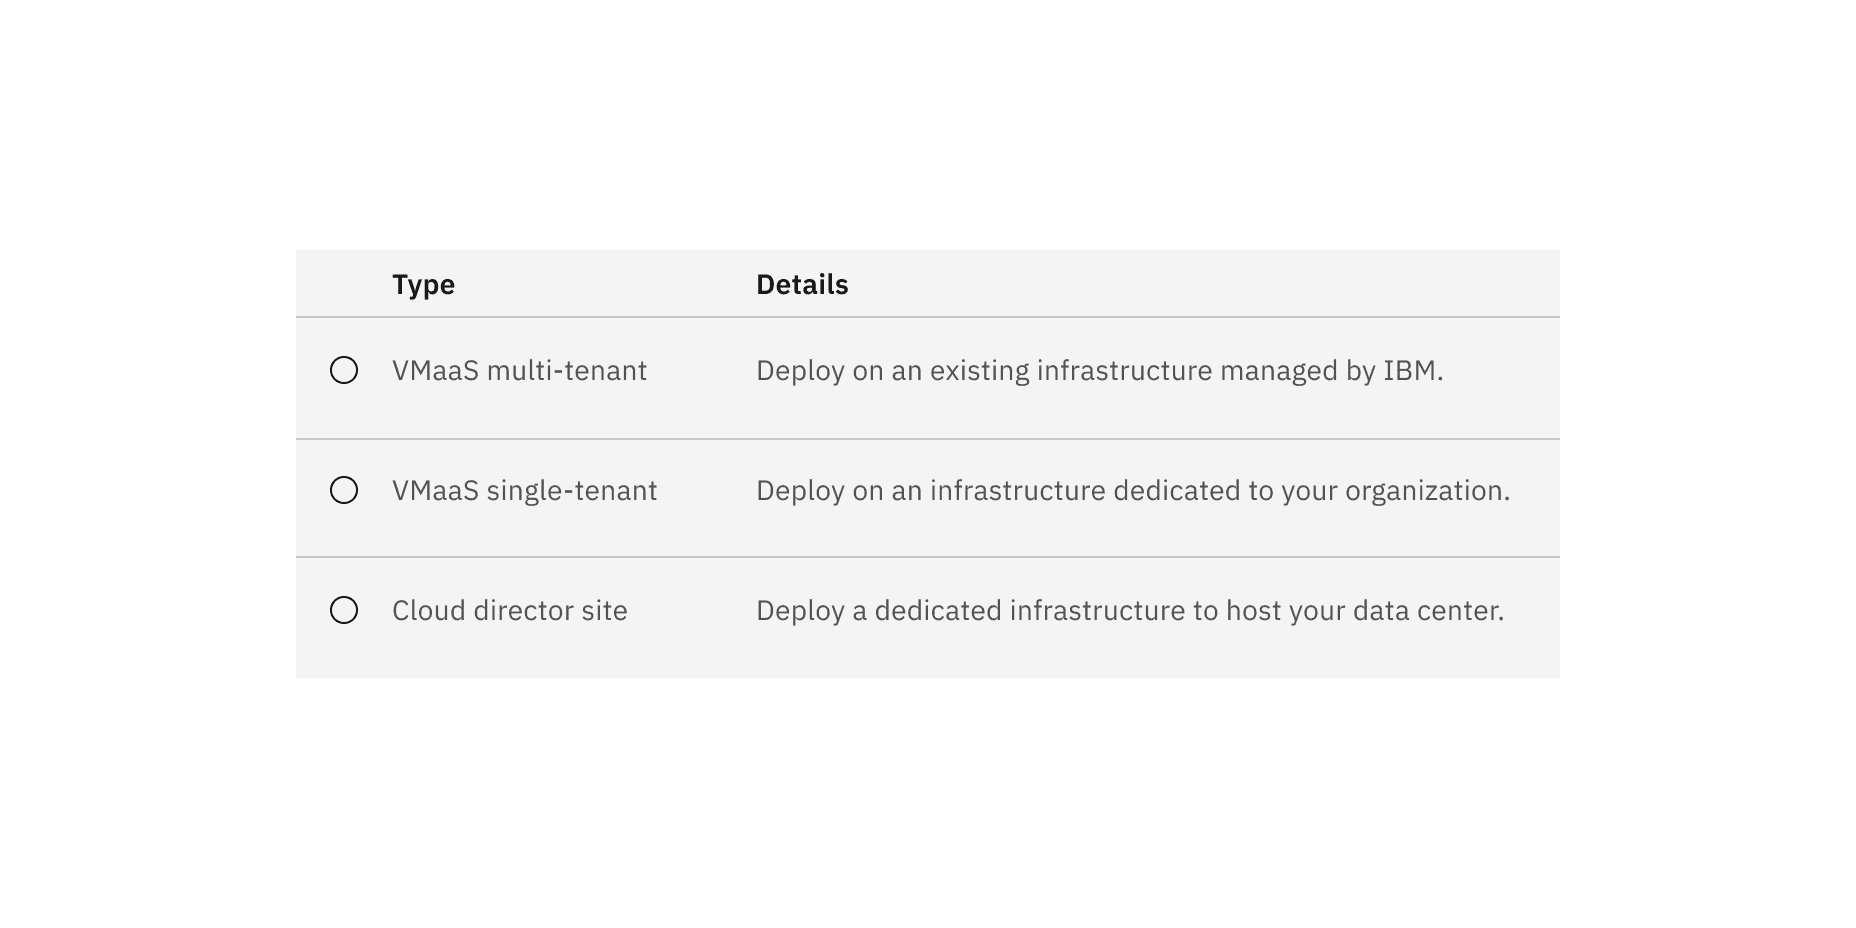 Type Details
VMaaS multi-tenant Deploy on an existing infrastructure managed by IBM.
VMaaS single-tenant Deploy on an infrastructure dedicated to your organization.
Cloud director site Deploy a dedicated infrastructure to host your data center.